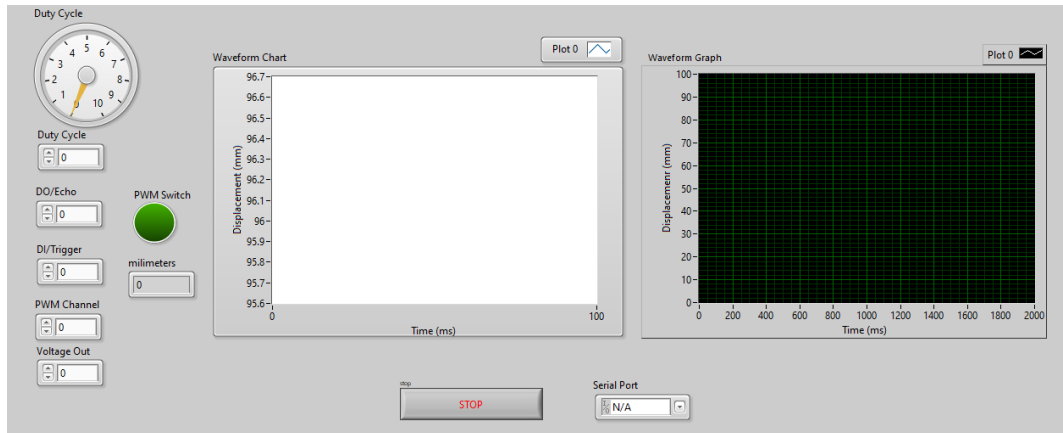 Duty Cycle
0 1 2 3 4 5 6 7 8 9 10
Duty Cycle
0
DO/Echo
0
DI/Trigger
0
PWM Channel
0
Voltage Out
0
PWM Switch
milimeters
0
Waveform Chart
Plot 0
96.7
96.6
96.5
96.4
96.3
96.2
96.1
96
95.9
95.8
95.7
95.6
Displacement (mm)
0 100
Time (ms)
Waveform Graph
Plot 0
100
90
80
70
60
50
40
30
20
10
0
Displacemenr (mm)
0 200 400 600 800 1000 1200 1400 1600 1800 2000
Time (ms)
stop
STOP
Serial Port
N/A